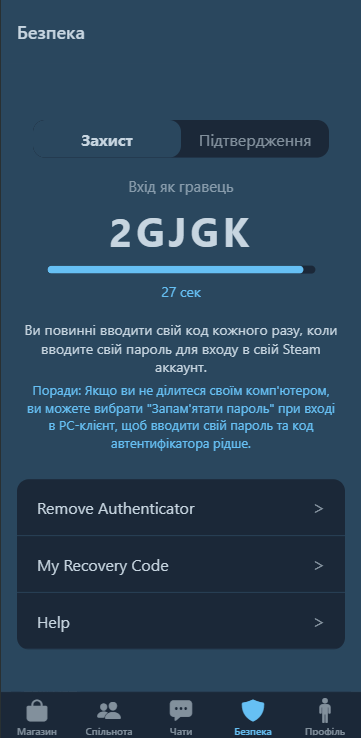 Безпека
Захист
Підтвердження
Вхід як гравець
2GJGK
27 сек
Ви повинні вводити свій код кожного разу, коли
вводите свій пароль для входу в свій Steam
аккаунт.
Поради: Якщо ви не ділитеся своїм комп'ютером,
ви можете вибрати "Запам'ятати пароль" при вході
в PC-клієнт, щоб вводити свій пароль та код
автентифікатора рідше.
Remove Authenticator >
My Recovery Code >
Help >
Магазин Спільнота Чати Безпека Профіль